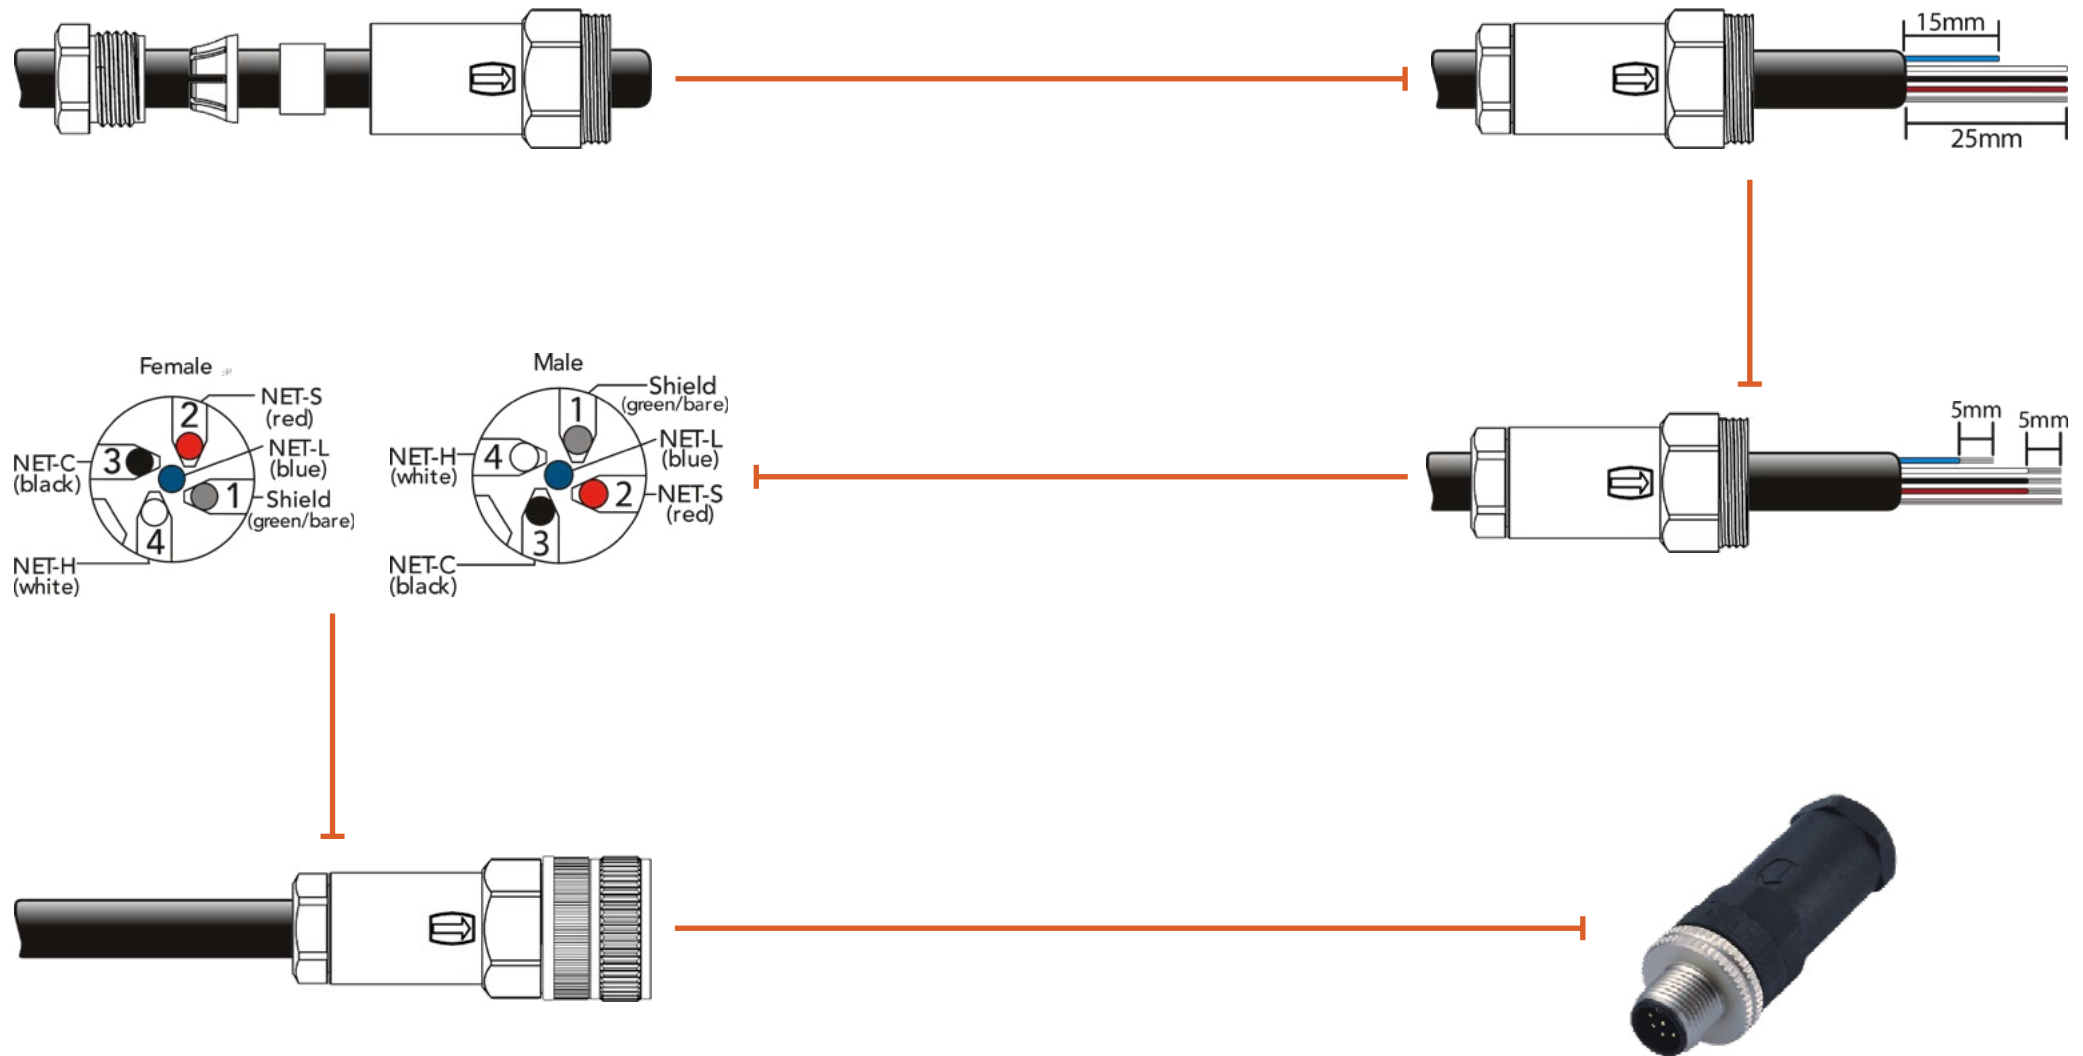 15mm
25mm
Female
2
NET-S
(red)
NET-L
(blue)
3
NET-C
(black)
1
Shield
(green/bare)
4
NET-H
(white)
Male
1
Shield
(green/bare)
NET-L
(blue)
4
NET-H
(white)
2
NET-S
(red)
3
NET-C
(black)
5mm
5mm